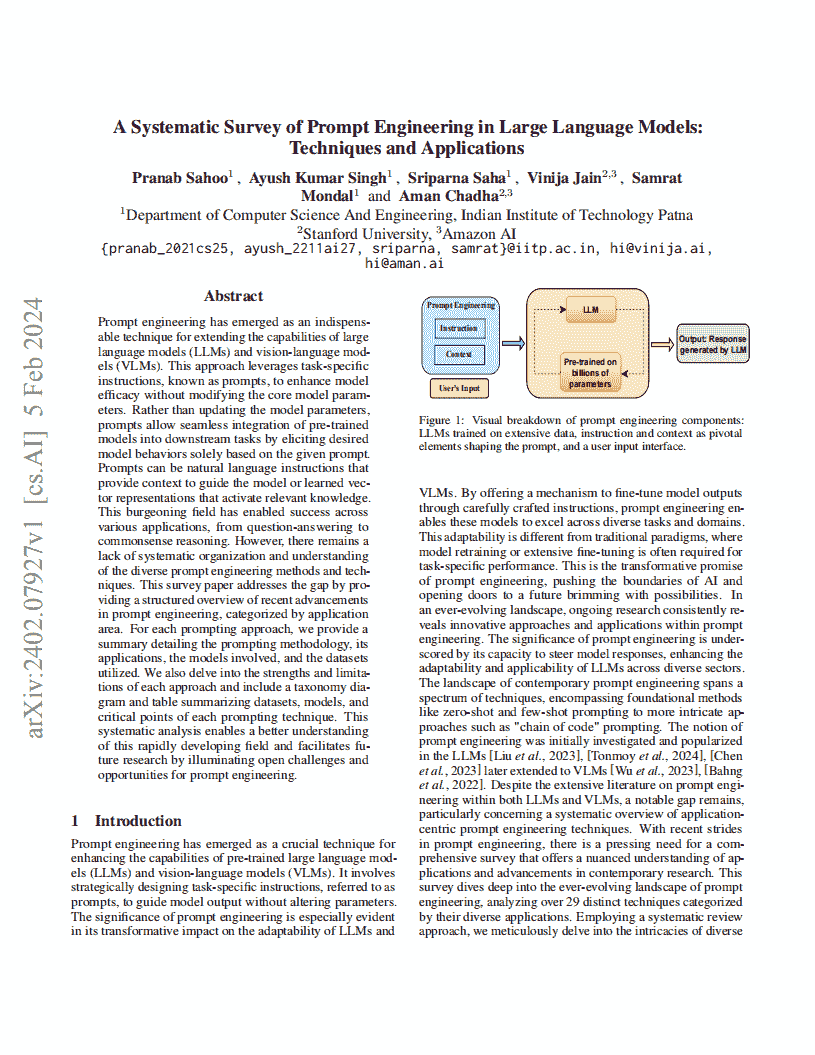 A Systematic Survey of Prompt Engineering in Large Language Models:
Techniques and Applications
Pranab Sahoo1 , Ayush Kumar Singh1 , Sriparna Saha1 , Vinija Jain2,3 , Samrat
Mondal1 and Aman Chadha2,3
1Department of Computer Science And Engineering, Indian Institute of Technology Patna
2Stanford University, 3Amazon AI
{pranab_2021cs25, ayush_2211ai27, sriparna, samrat}@iitp.ac.in, hi@vinija.ai,
hi@aman.ai
arXiv:2402.07927v1 [cs.AI] 5 Feb 2024
Abstract
Prompt engineering has emerged as an indispens-
able technique for extending the capabilities of large
language models (LLMs) and vision-language mod-
els (VLMs). This approach leverages task-specific
instructions, known as prompts, to enhance model
efficacy without modifying the core model param-
eters. Rather than updating the model parameters,
prompts allow seamless integration of pre-trained
models into downstream tasks by eliciting desired
model behaviors solely based on the given prompt.
Prompts can be natural language instructions that
provide context to guide the model or learned vec-
tor representations that activate relevant knowledge.
This burgeoning field has enabled success across
various applications, from question-answering to
commonsense reasoning. However, there remains a
lack of systematic organization and understanding
of the diverse prompt engineering methods and tech-
niques. This survey paper addresses the gap by pro-
viding a structured overview of recent advancements
in prompt engineering, categorized by application
area. For each prompting approach, we provide a
summary detailing the prompting methodology, its
applications, the models involved, and the datasets
utilized. We also delve into the strengths and limita-
tions of each approach and include a taxonomy dia-
gram and table summarizing datasets, models, and
critical points of each prompting technique. This
systematic analysis enables a better understanding
of this rapidly developing field and facilitates fu-
ture research by illuminating open challenges and
opportunities for prompt engineering.
1 Introduction
Prompt engineering has emerged as a crucial technique for
enhancing the capabilities of pre-trained large language mod-
els (LLMs) and vision-language models (VLMs). It involves
strategically designing task-specific instructions, referred to as
prompts, to guide model output without altering parameters.
The significance of prompt engineering is especially evident
in its transformative impact on the adaptability of LLMs and
Prompt Engineering
Instruction
Context
User's Input
LLM
Pre-trained on
billions of
parameters
Output: Response
generated by LLM
Figure 1: Visual breakdown of prompt engineering components:
LLMs trained on extensive data, instruction and context as pivotal
elements shaping the prompt, and a user input interface.
VLMs. By offering a mechanism to fine-tune model outputs
through carefully crafted instructions, prompt engineering en-
ables these models to excel across diverse tasks and domains.
This adaptability is different from traditional paradigms, where
model retraining or extensive fine-tuning is often required for
task-specific performance. This is the transformative promise
of prompt engineering, pushing the boundaries of AI and
opening doors to a future brimming with possibilities. In
an ever-evolving landscape, ongoing research consistently re-
veals innovative approaches and applications within prompt
engineering. The significance of prompt engineering is under-
scored by its capacity to steer model responses, enhancing the
adaptability and applicability of LLMs across diverse sectors.
The landscape of contemporary prompt engineering spans a
spectrum of techniques, encompassing foundational methods
like zero-shot and few-shot prompting to more intricate ap-
proaches such as "chain of code" prompting. The notion of
prompt engineering was initially investigated and popularized
in the LLMs [Liu et al., 2023], [Tonmoy et al., 2024], [Chen
et al., 2023] later extended to VLMs [Wu et al., 2023], [Bahng
et al., 2022]. Despite the extensive literature on prompt engi-
neering within both LLMs and VLMs, a notable gap remains,
particularly concerning a systematic overview of application-
centric prompt engineering techniques. With recent strides
in prompt engineering, there is a pressing need for a com-
prehensive survey that offers a nuanced understanding of ap-
plications and advancements in contemporary research. This
survey dives deep into the ever-evolving landscape of prompt
engineering, analyzing over 29 distinct techniques categorized
by their diverse applications. Employing a systematic review
approach, we meticulously delve into the intricacies of diverse